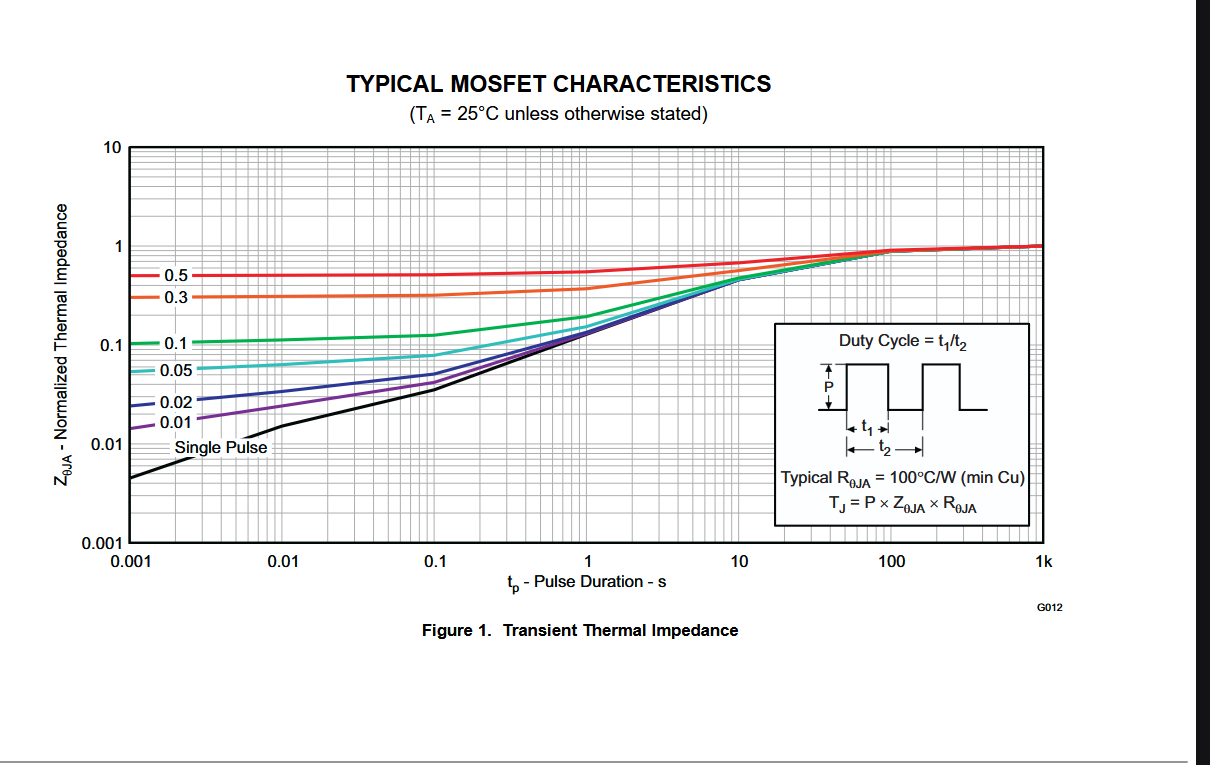 TYPICAL MOSFET CHARACTERISTICS
(TA = 25°C unless otherwise stated)
10
1
0.1
0.01
0.001
ZθJA - Normalized Thermal Impedance
0.5
0.3
0.1
0.05
0.02
0.01
Single Pulse
Duty Cycle = t1/t2
P
t1
t2
Typical RθJA = 100°C/W (min Cu)
TJ = P × ZθJA × RθJA
0.001 0.01 0.1 1 10 100 1k
tp - Pulse Duration - s
G012
Figure 1. Transient Thermal Impedance